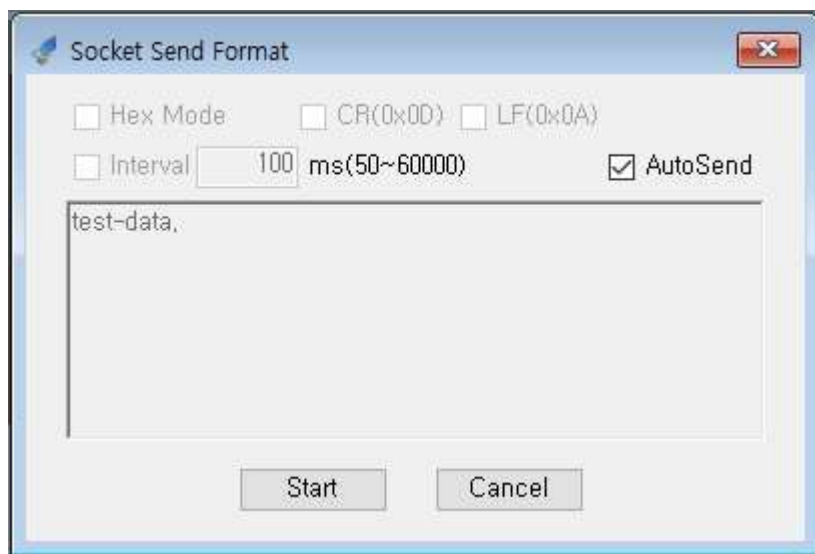 Socket Send Format
Hex Mode CR(0x0D) LF(0x0A)
Interval 100 ms(50~60000) AutoSend
test-data,
Start Cancel